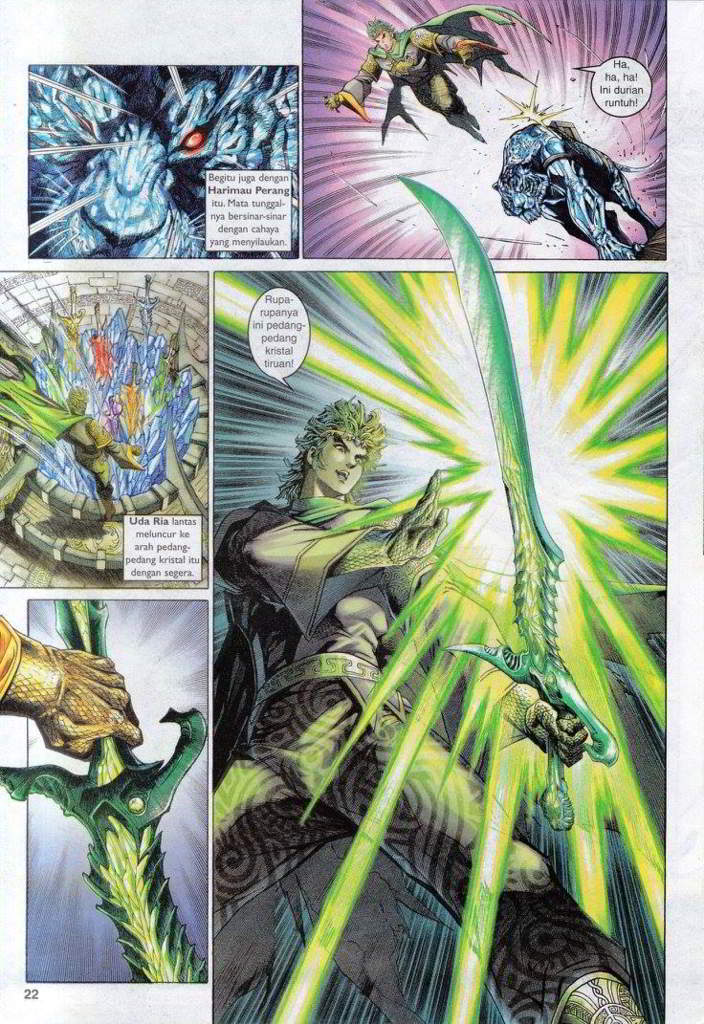 Begitu juga dengan
Harimau Perang
itu. Mata tunggal-
nya bersinar-sinar
dengan cahaya
yang menyilaukan.
Ha,
ha, ha!
Ini durian
runtuh!
Uda Ria lantas
meluncur ke
arah pedang-
pedang kristal itu
dengan segera.
Rupa-
rupanya
ini pedang-
pedang
kristal
tiruan!
22